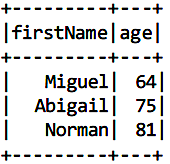 +---------+---+
|firstName|age|
+---------+---+
|   Miguel| 64|
|  Abigail| 75|
|   Norman| 81|
+---------+---+